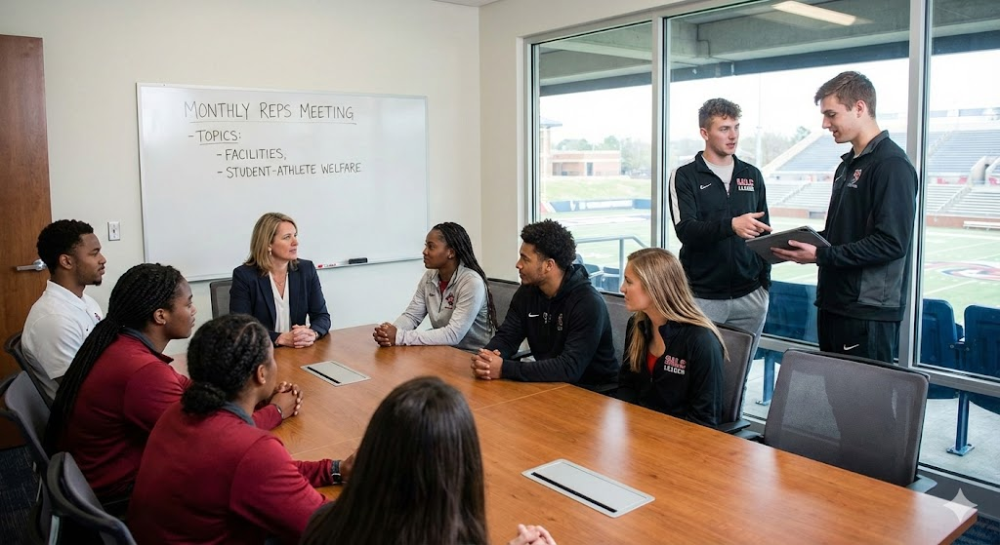 MONTHLY REPS MEETING
- TOPICS:
- FACILITIES,
- STUDENT-ATHLETE WELFARE